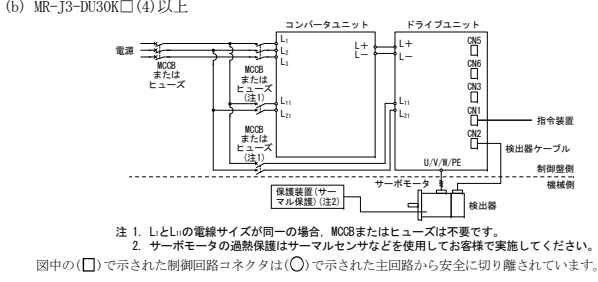 (b) MR-J3-DU30K□(4)以上
コンバータユニット
ドライブユニット
電源
MCCB
または
ヒューズ
MCCB
または
ヒューズ
(注1)
MCCB
または
ヒューズ
(注1)
L₁
L₂
L₃
L₁₁
L₂₁
L+
L−
L+
L−
L₁₁
L₂₁
CN5
CN6
CN3
CN1
CN2
指令装置
検出器ケーブル
U/V/W/PE
制御盤側
機械側
サーボモータ
保護装置(サー
マル保護)(注2)
検出器
注 1. L₁とL₁₁の電線サイズが同一の場合，MCCBまたはヒューズは不要です。
2. サーボモータの過熱保護はサーマルセンサなどを使用してお客様で実施してください。
図中の(□)で示された制御回路コネクタは(○)で示された主回路から安全に切り離されています。